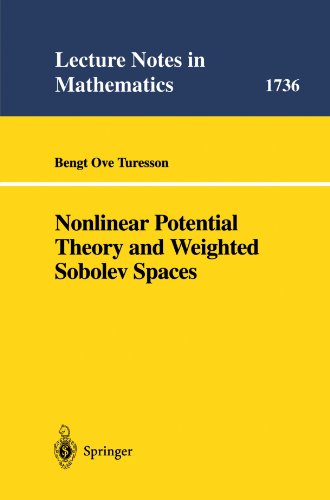 Lecture Notes in
Mathematics 1736
Bengt Ove Turesson
Nonlinear Potential
Theory and Weighted
Sobolev Spaces
Springer